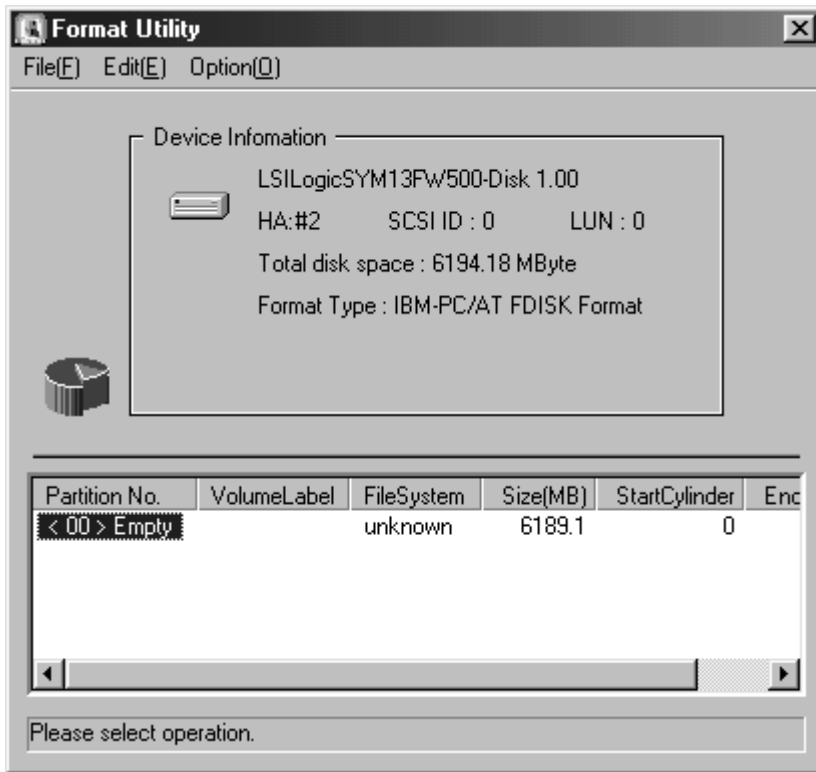 Format Utility
File(F) Edit(E) Option(O)
Device Infomation
LSILogicSYM13FW500-Disk 1.00
HA:#2 SCSI ID : 0 LUN : 0
Total disk space : 6194.18 MByte
Format Type : IBM-PC/AT FDISK Format
Partition No. VolumeLabel FileSystem Size(MB) StartCylinder Enc
< 00 > Empty unknown 6189.1 0
Please select operation.